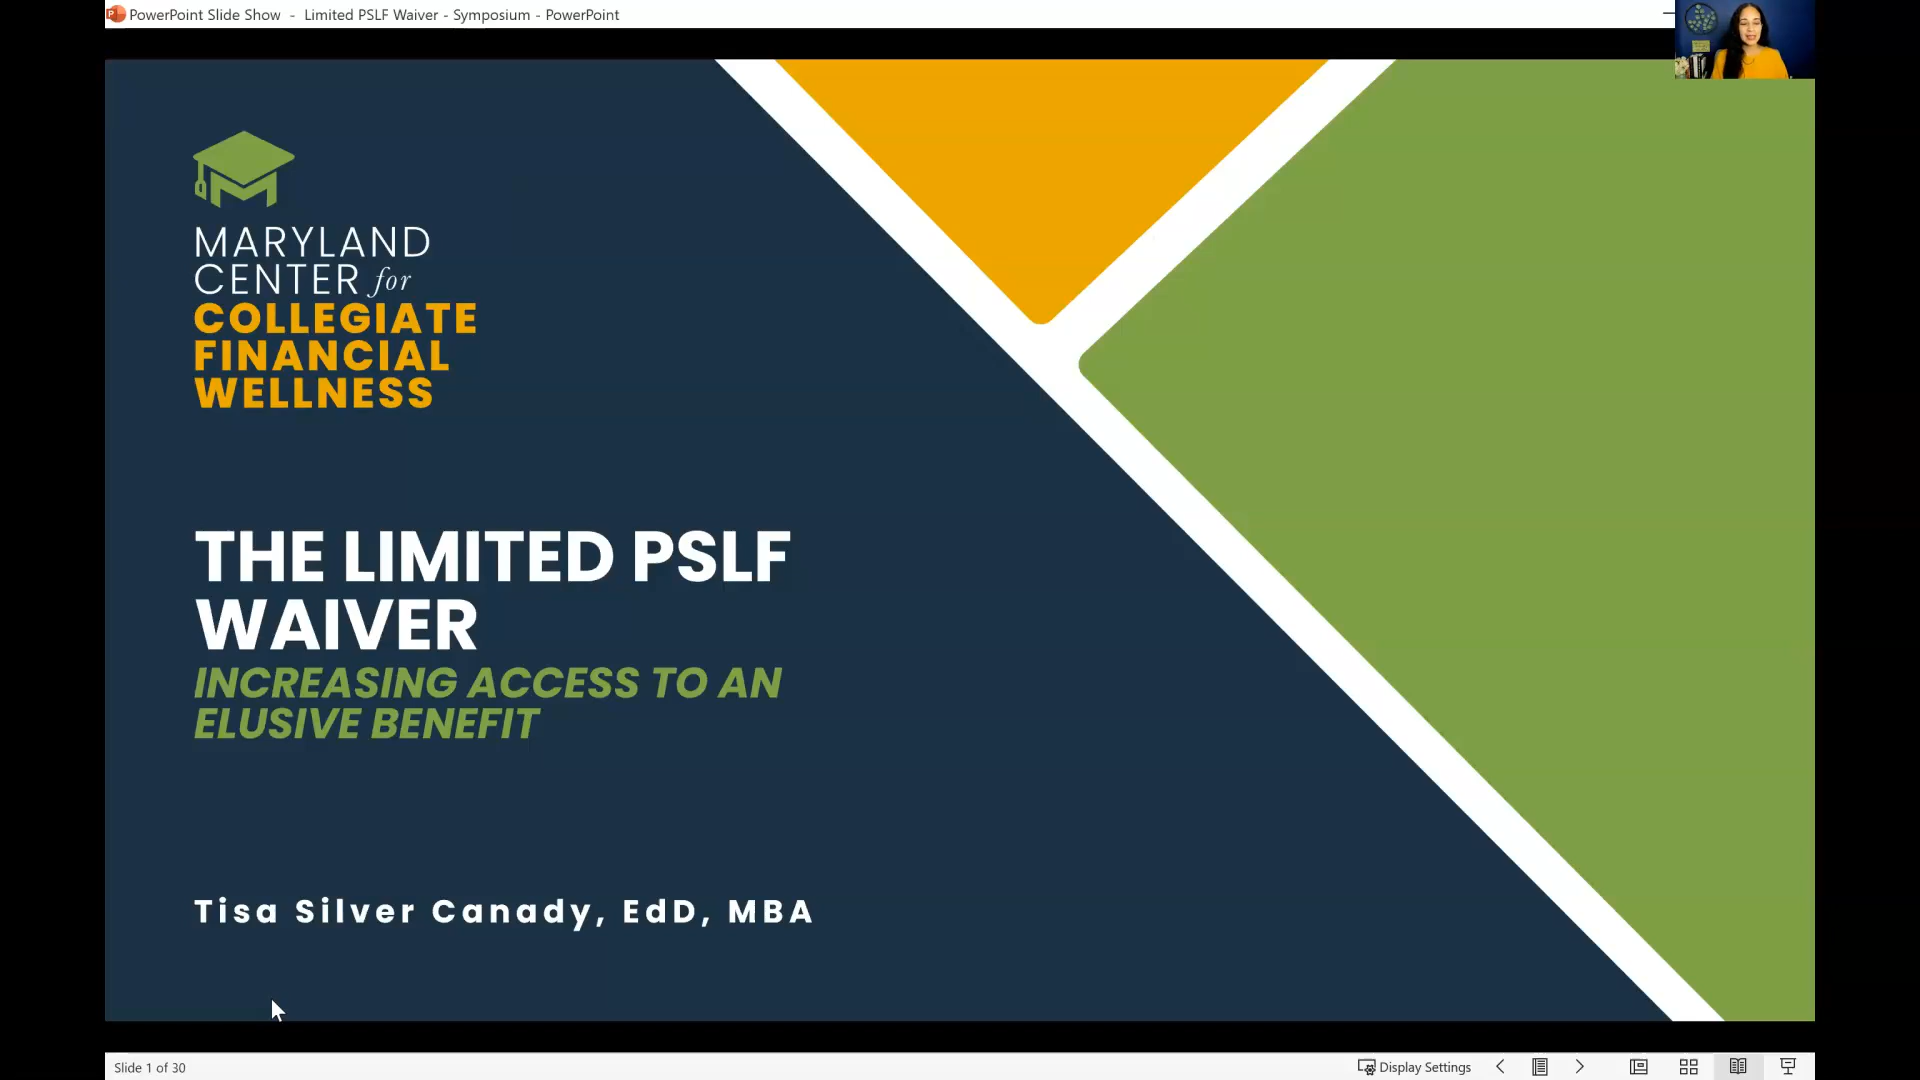 PowerPoint Slide Show - Limited PSLF Waiver - Symposium - PowerPoint
MARYLAND
CENTER for
COLLEGIATE
FINANCIAL
WELLNESS
THE LIMITED PSLF
WAIVER
INCREASING ACCESS TO AN
ELUSIVE BENEFIT
Tisa Silver Canady, EdD, MBA
Slide 1 of 30
Display Settings